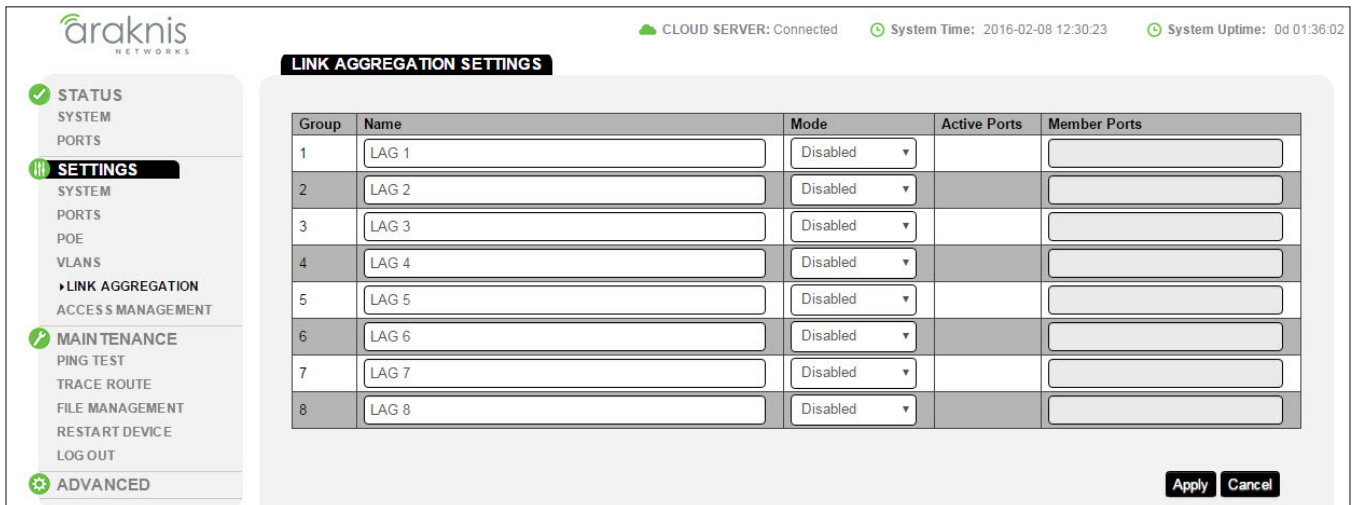 araknis
NETWORKS
CLOUD SERVER: Connected System Time: 2016-02-08 12:30:23 System Uptime: 0d 01:36:02
LINK AGGREGATION SETTINGS
STATUS
SYSTEM
PORTS
SETTINGS
SYSTEM
PORTS
POE
VLANS
LINK AGGREGATION
ACCESS MANAGEMENT
MAINTENANCE
PING TEST
TRACE ROUTE
FILE MANAGEMENT
RESTART DEVICE
LOG OUT
ADVANCED
Group Name Mode Active Ports Member Ports
1 LAG 1 Disabled
2 LAG 2 Disabled
3 LAG 3 Disabled
4 LAG 4 Disabled
5 LAG 5 Disabled
6 LAG 6 Disabled
7 LAG 7 Disabled
8 LAG 8 Disabled
Apply Cancel